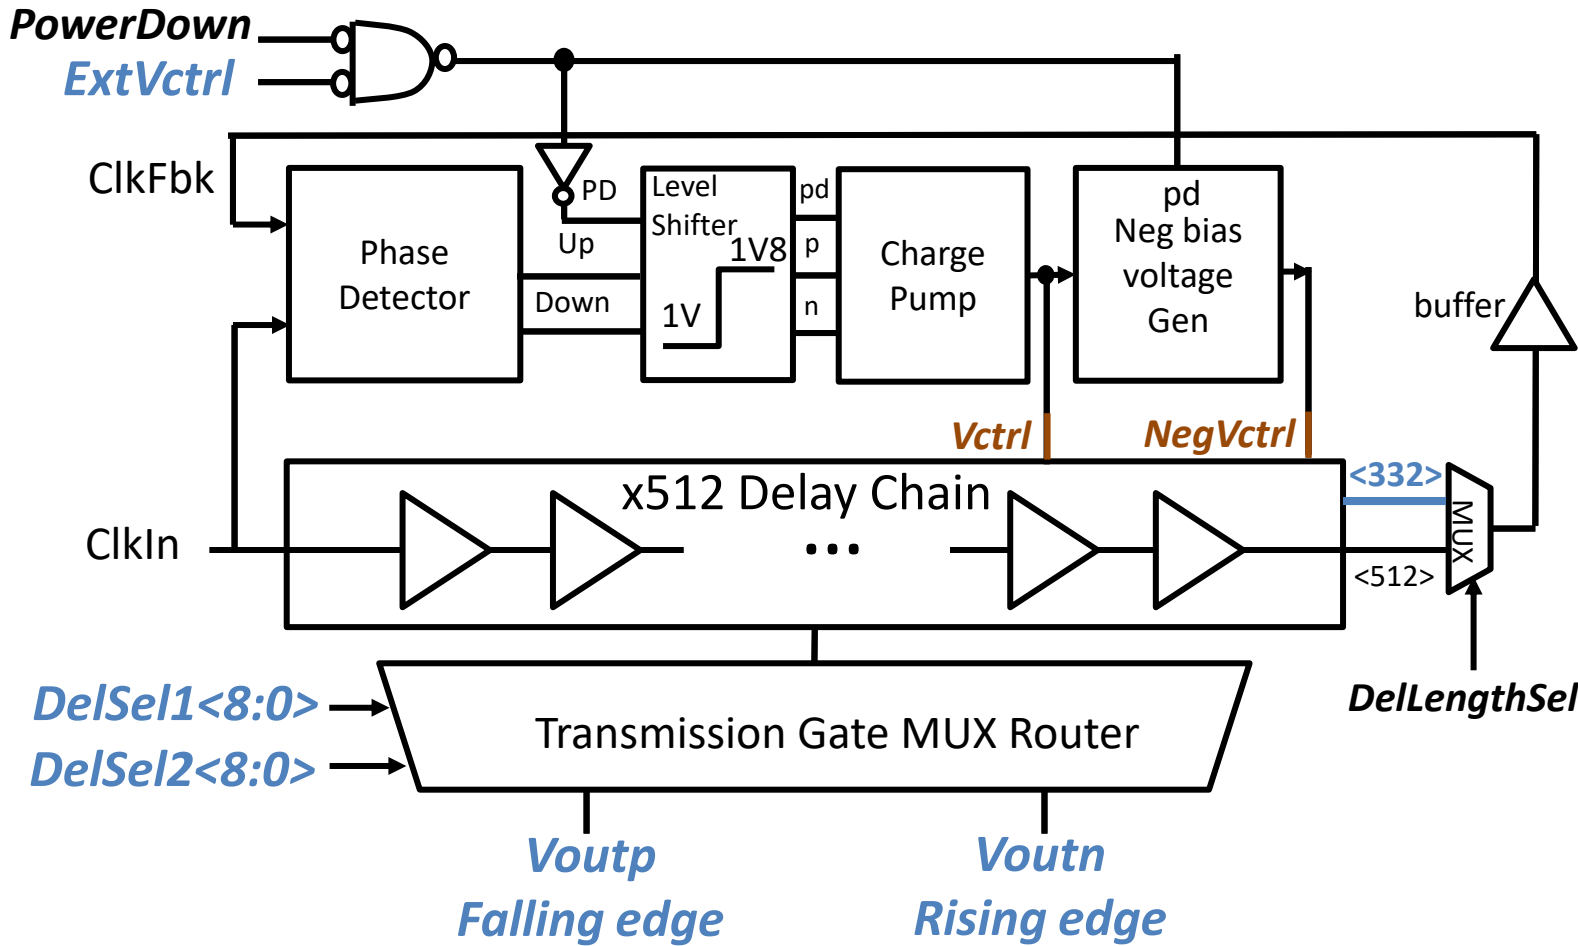 PowerDown
ExtVctrl
ClkFbk
Phase
Detector
PD
Up
Down
Level
Shifter
1V8
1V
pd
p
n
Charge
Pump
pd
Neg bias
voltage
Gen
buffer
Vctrl
NegVctrl
x512 Delay Chain
ClkIn
...
<332>
<512>
MUX
DelLengthSel
DelSel1<8:0>
DelSel2<8:0>
Transmission Gate MUX Router
Voutp
Falling edge
Voutn
Rising edge